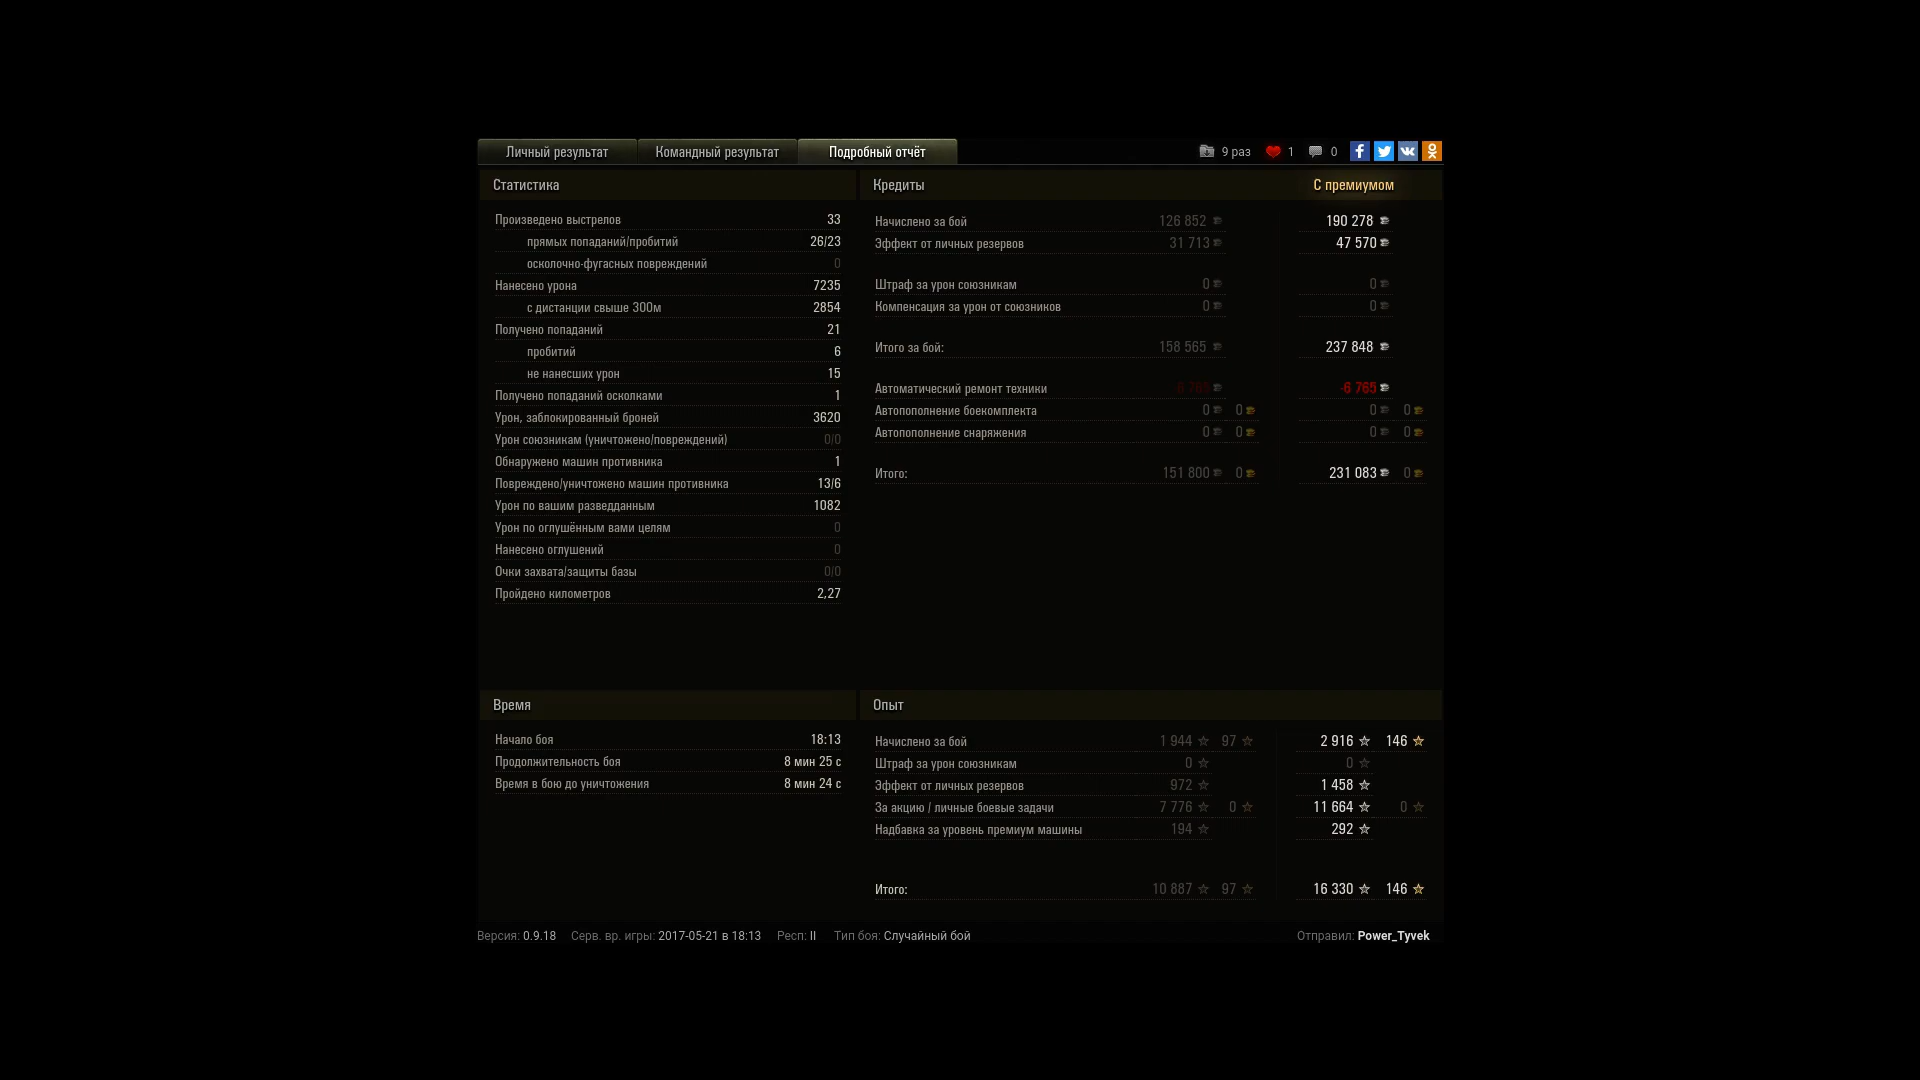 Личный результат Командный результат Подробный отчёт 9 раз 1 0
Статистика
Произведено выстрелов 33
прямых попаданий/пробитий 26/23
осколочно-фугасных повреждений 0
Нанесено урона 7235
с дистанции свыше 300м 2854
Получено попаданий 21
пробитий 6
не нанесших урон 15
Получено попаданий осколками 1
Урон, заблокированный броней 3620
Урон союзникам (уничтожено/повреждений) 0/0
Обнаружено машин противника 1
Повреждено/уничтожено машин противника 13/6
Урон по вашим разведданным 1082
Урон по оглушённым вами целям 0
Нанесено оглушений 0
Очки захвата/защиты базы 0/0
Пройдено километров 2,27
Кредиты С премиумом
Начислено за бой 126 852 190 278
Эффект от личных резервов 31 713 47 570
Штраф за урон союзникам 0 0
Компенсация за урон от союзников 0 0
Итого за бой: 158 565 237 848
Автоматический ремонт техники -6 765 -6 765
Автопополнение боекомплекта 0 0 0 0
Автопополнение снаряжения 0 0 0 0
Итого: 151 800 0 231 083 0
Время
Начало боя 18:13
Продолжительность боя 8 мин 25 с
Время в бою до уничтожения 8 мин 24 с
Опыт
Начислено за бой 1 944 97 2 916 146
Штраф за урон союзникам 0 0
Эффект от личных резервов 972 1 458
За акцию / личные боевые задачи 7 776 0 11 664 0
Надбавка за уровень премиум машины 194 292
Итого: 10 887 97 16 330 146
Версия: 0.9.18 Серв. вр. игры: 2017-05-21 в 18:13 Респ: II Тип боя: Случайный бой Отправил: Power_Tyvek